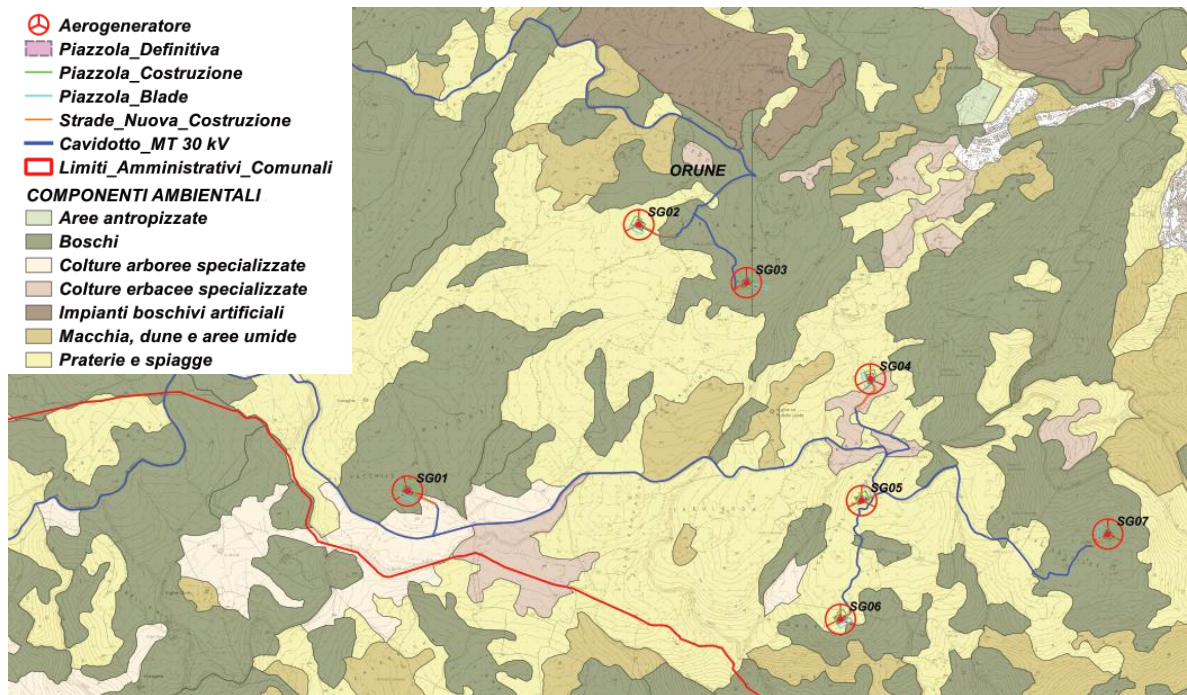 Aerogeneratore
Piazzola_Definitiva
Piazzola_Costruzione
Piazzola_Blade
Strade_Nuova_Costruzione
Cavidotto_MT 30 kV
Limiti_Amministrativi_Comunali
COMPONENTI AMBIENTALI
Aree antropizzate
Boschi
Colture arboree specializzate
Colture erbacee specializzate
Impianti boschivi artificiali
Macchia, dune e aree umide
Praterie e spiagge
ORUNE
SG02
SG03
SG04
SG01
SG05
SG07
SG06